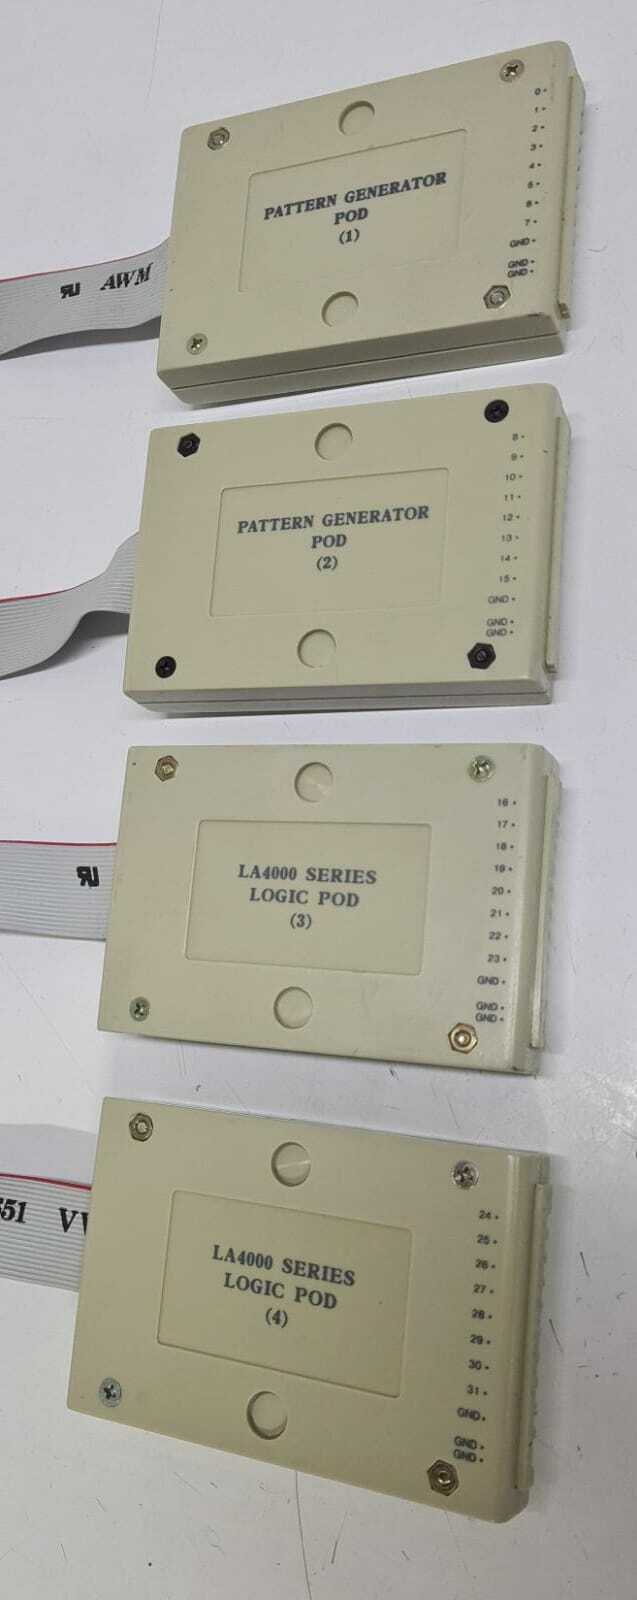 PATTERN GENERATOR
POD
(1)
0
1
2
3
4
5
6
7
GND
GND
GND
AWM
PATTERN GENERATOR
POD
(2)
8
9
10
11
12
13
14
15
GND
GND
GND
LA4000 SERIES
LOGIC POD
(3)
16
17
18
19
20
21
22
23
GND
GND
GND
LA4000 SERIES
LOGIC POD
(4)
24
25
26
27
28
29
30
31
GND
GND
GND